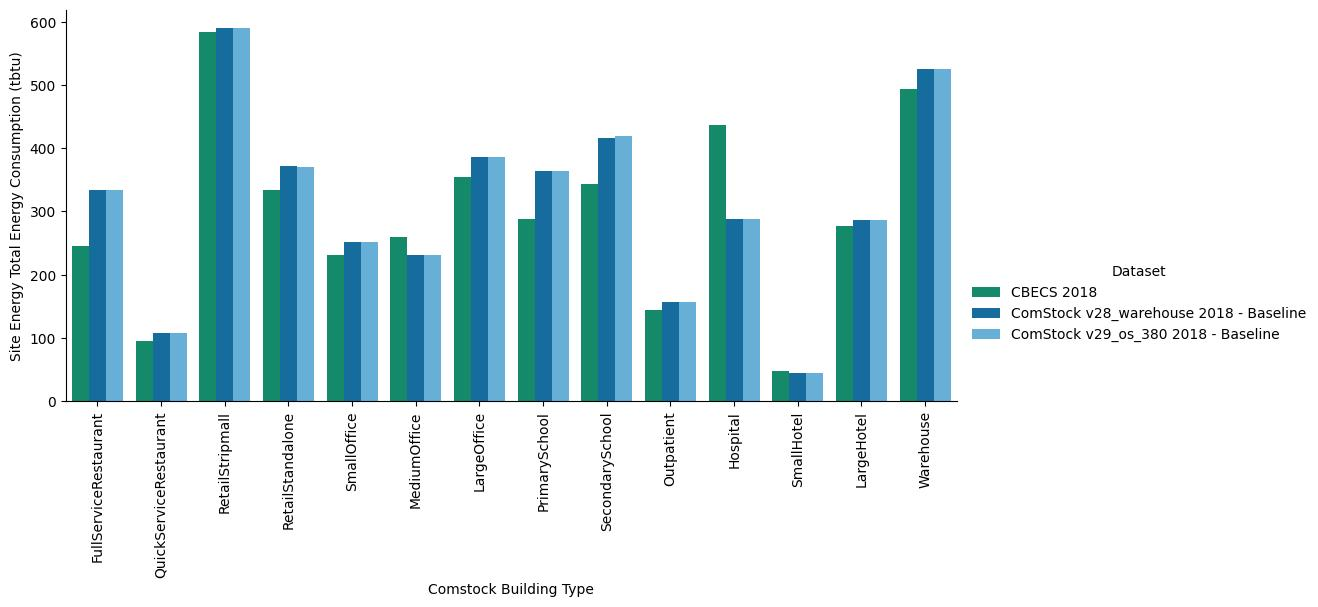 Site Energy Total Energy Consumption (tbtu)
600
500
400
300
200
100
0
FullServiceRestaurant
QuickServiceRestaurant
RetailStripmall
RetailStandalone
SmallOffice
MediumOffice
LargeOffice
PrimarySchool
SecondarySchool
Outpatient
Hospital
SmallHotel
LargeHotel
Warehouse
Comstock Building Type
Dataset
CBECS 2018
ComStock v28_warehouse 2018 - Baseline
ComStock v29_os_380 2018 - Baseline